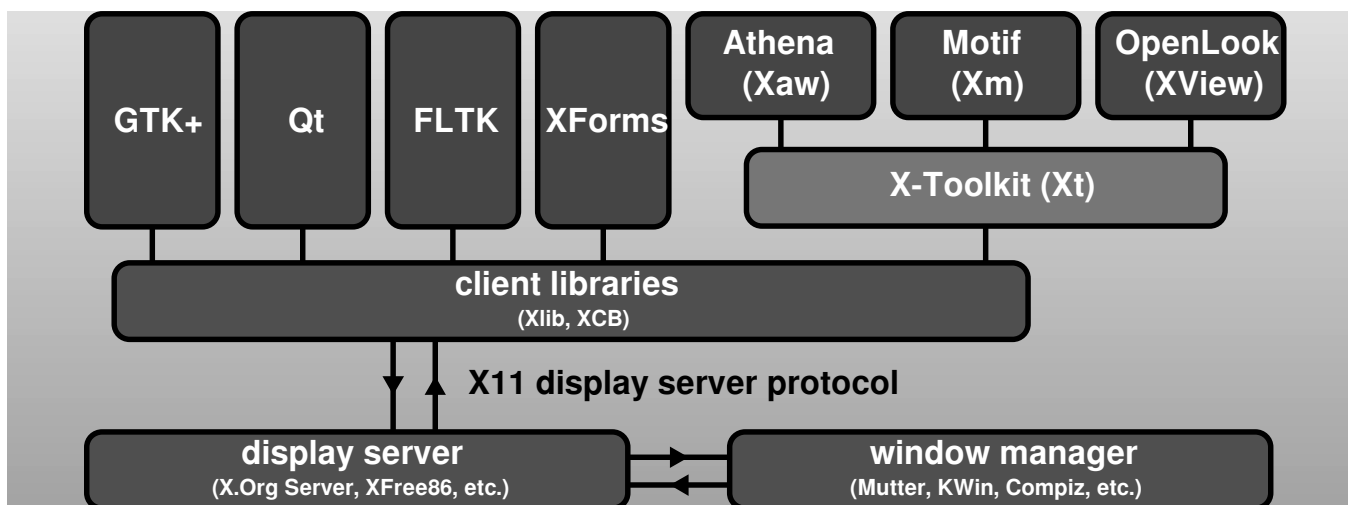 GTK+
Qt
FLTK
XForms
Athena
(Xaw)
Motif
(Xm)
OpenLook
(XView)
X-Toolkit (Xt)
client libraries
(Xlib, XCB)
X11 display server protocol
display server
(X.Org Server, XFree86, etc.)
window manager
(Mutter, KWin, Compiz, etc.)